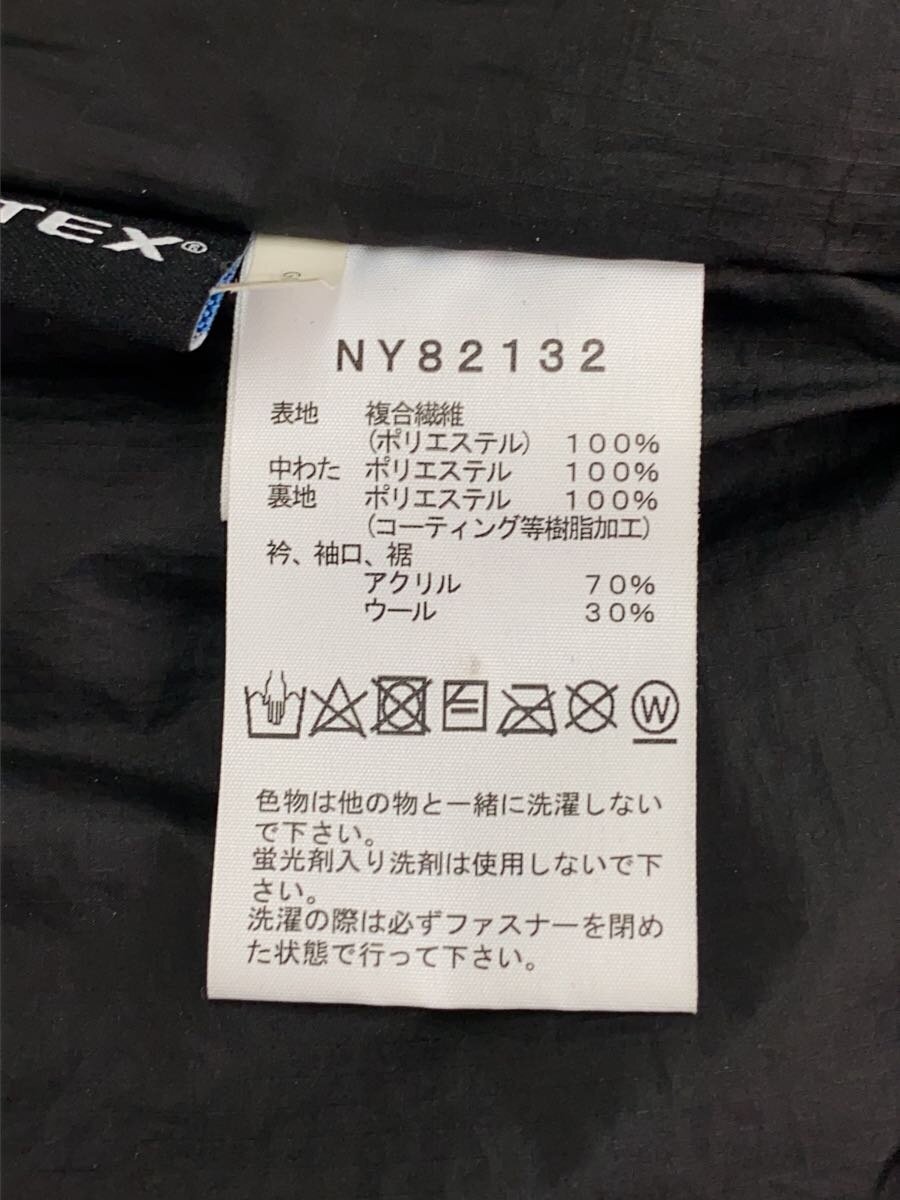 TEX®
NY82132
表地 複合繊維
(ポリエステル) 100%
中わた ポリエステル 100%
裏地 ポリエステル 100%
(コーティング等樹脂加工)
衿、袖口、裾
アクリル 70%
ウール 30%
W
色物は他の物と一緒に洗濯しない
で下さい。
蛍光剤入り洗剤は使用しないで下
さい。
洗濯の際は必ずファスナーを閉め
た状態で行って下さい。